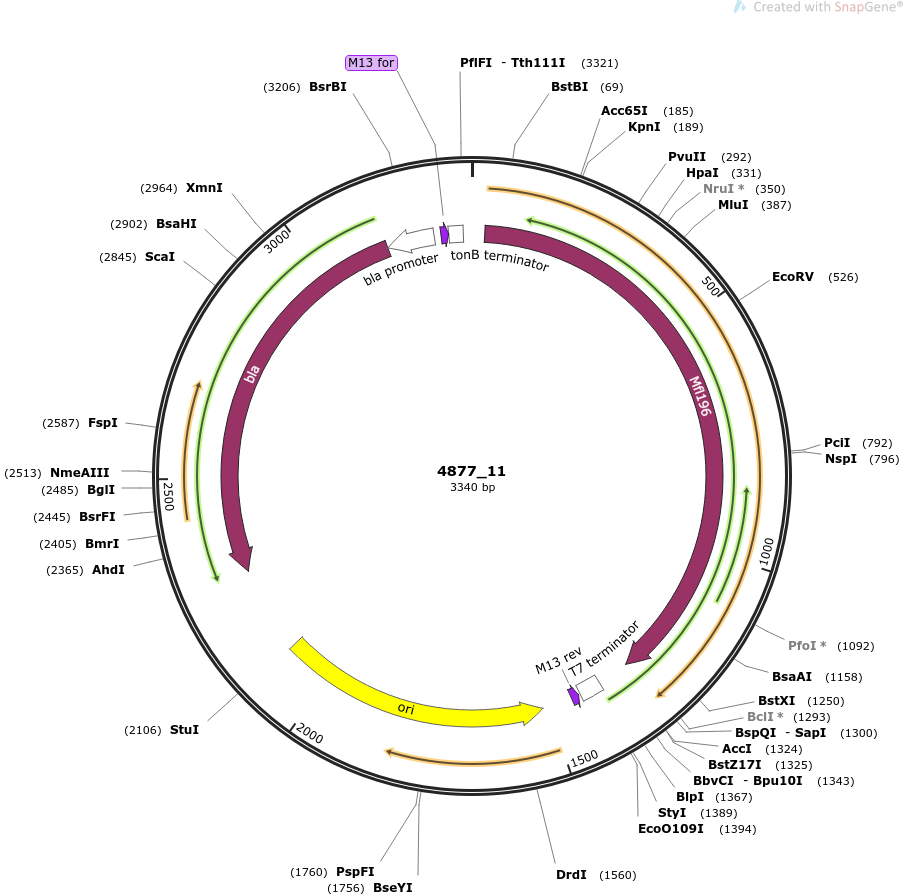 Created with SnapGene®
M13 for
PflFI - Tth111I (3321)
(3206) BsrBI
BstBI (69)
Acc65I (185)
KpnI (189)
PvuII (292)
HpaI (331)
NruI * (350)
MluI (387)
(2964) XmnI
(2902) BsaHI
(2845) ScaI
3000
bla promoter
tonB terminator
500
EcoRV (526)
bla
Mfl196
(2587) FspI
PciI (792)
NspI (796)
(2513) NmeAIII
(2485) BglI
(2445) BsrFI
(2405) BmrI
(2365) AhdI
2500
4877_11
3340 bp
1000
PfoI * (1092)
BsaAI (1158)
M13 rev
T7 terminator
BstXI (1250)
BclI * (1293)
BspQI - SapI (1300)
AccI (1324)
BstZ17I (1325)
BbvCI - Bpu10I (1343)
BlpI (1367)
StyI (1389)
EcoO109I (1394)
ori
(2106) StuI
2000
1500
(1760) PspFI
(1756) BseYI
DrdI (1560)